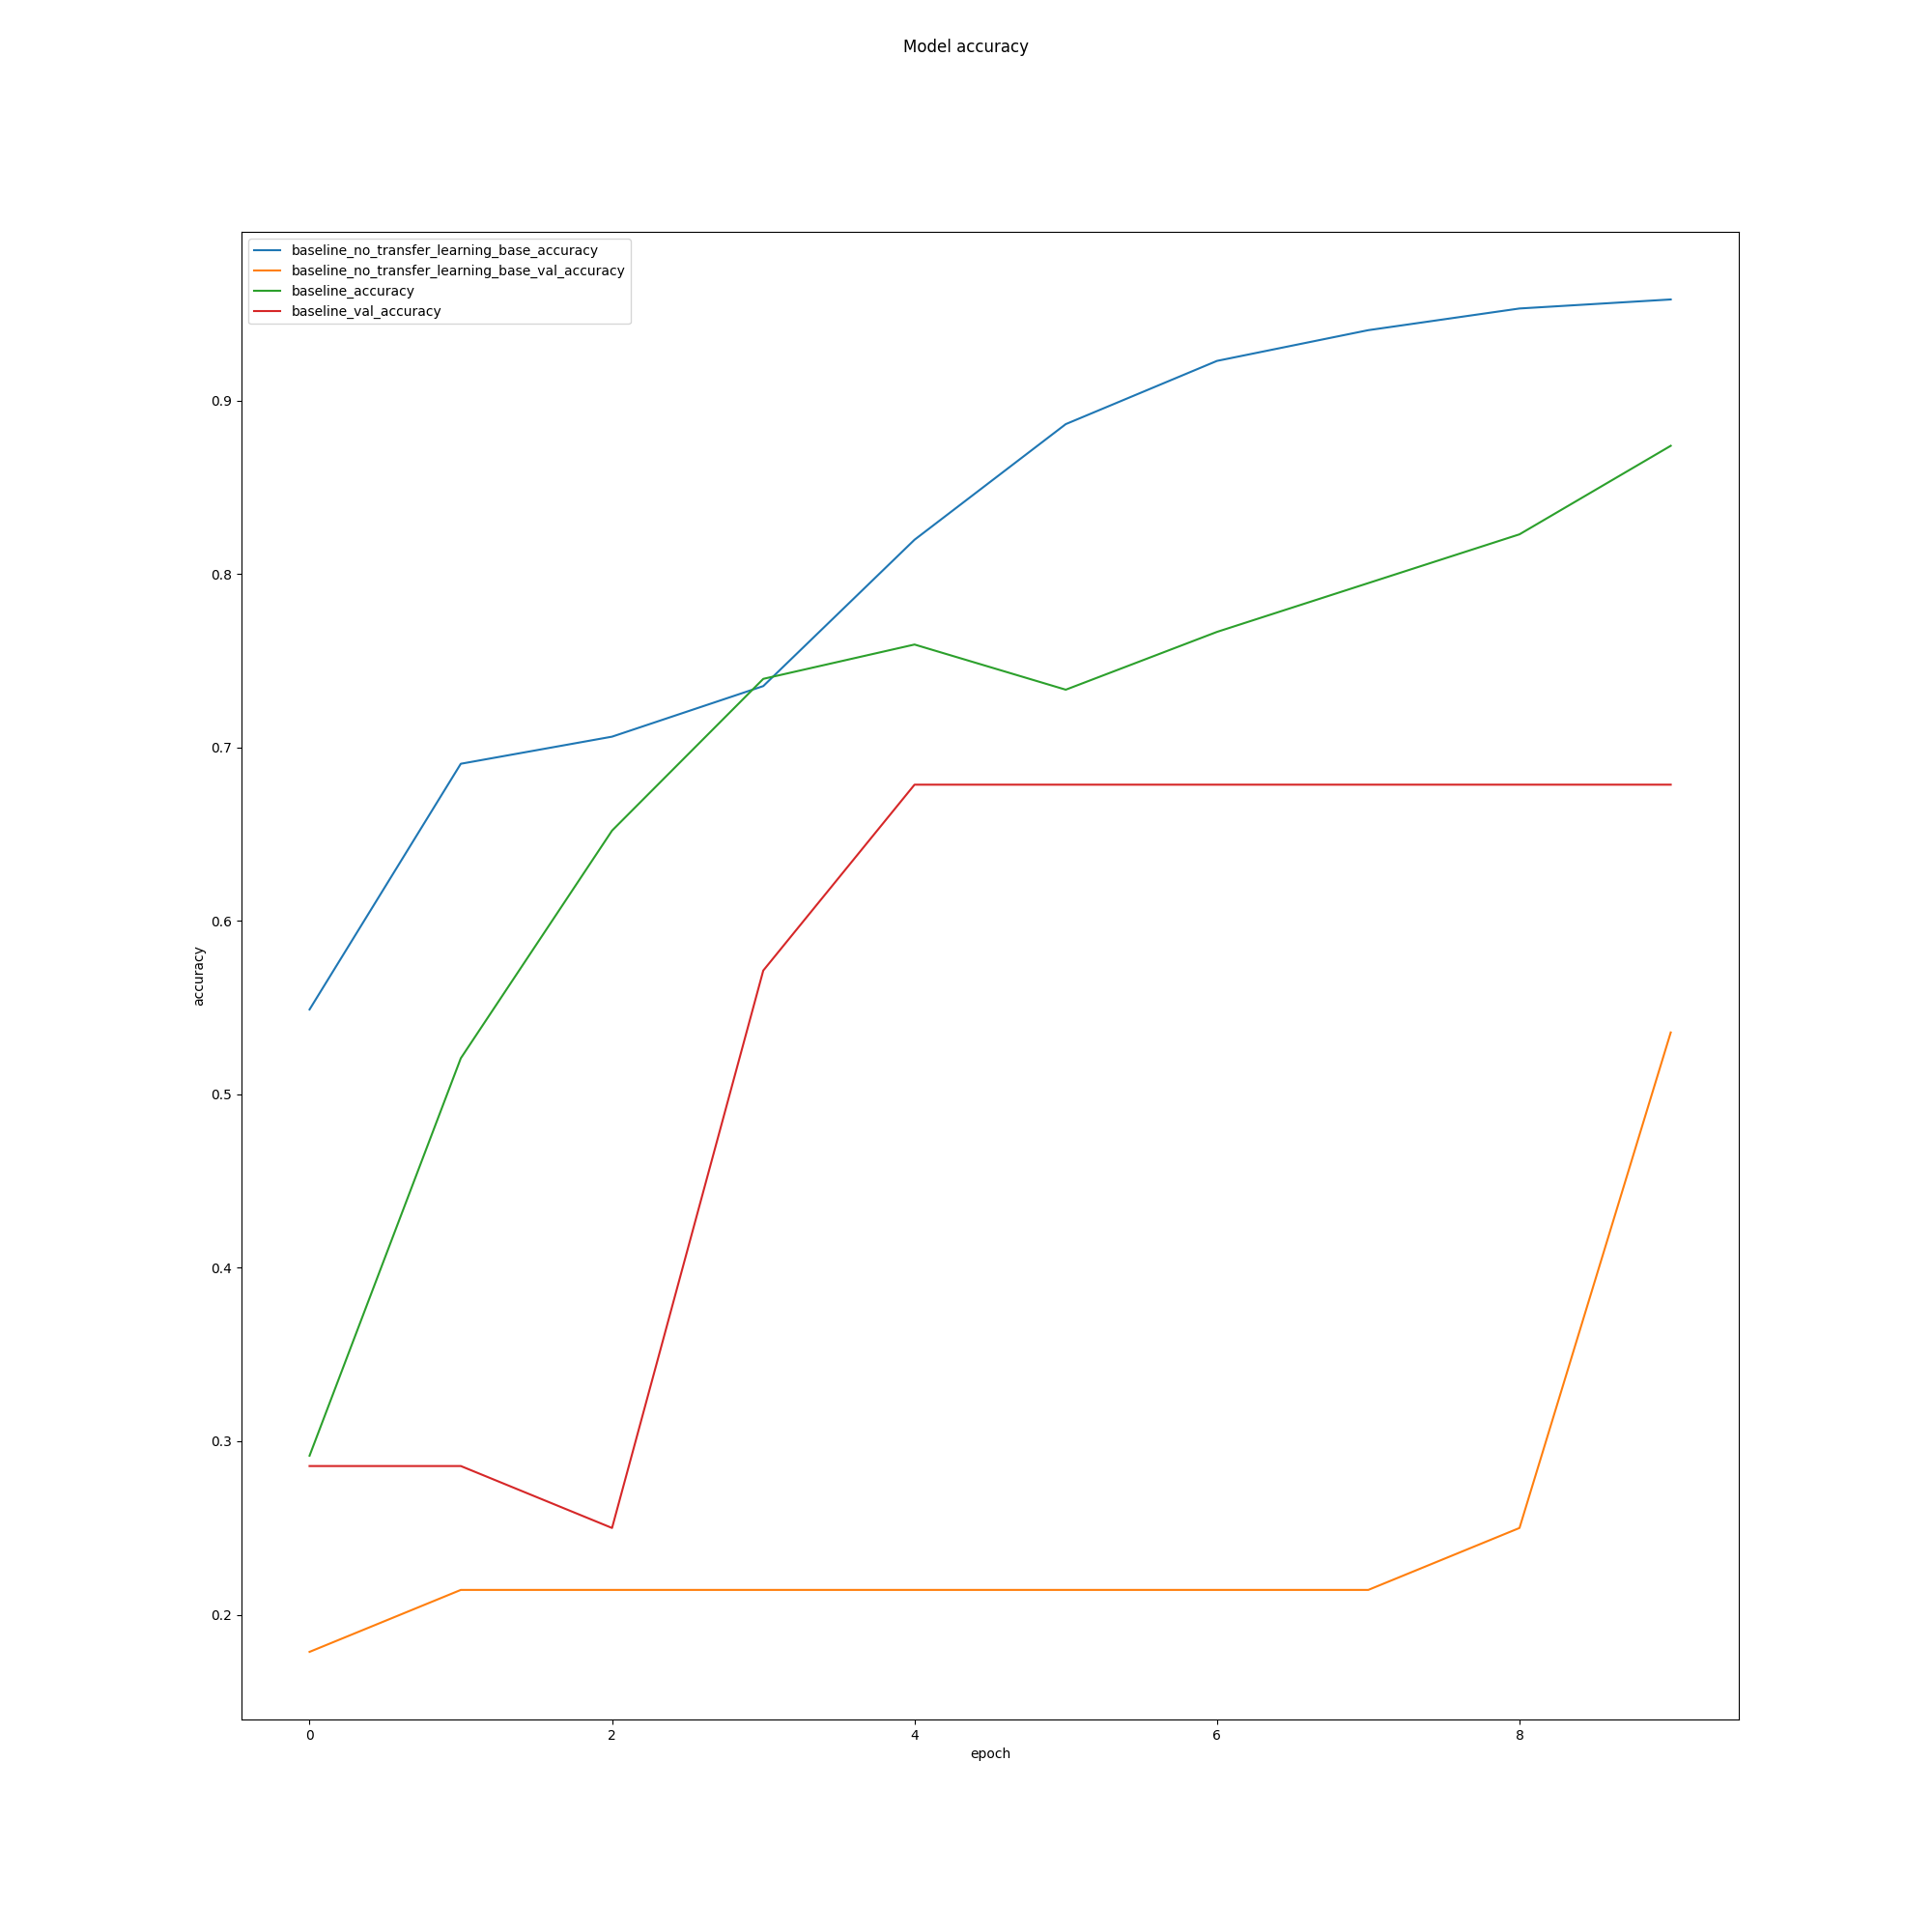 Model accuracy
baseline_no_transfer_learning_base_accuracy
baseline_no_transfer_learning_base_val_accuracy
baseline_accuracy
baseline_val_accuracy
0.9
0.8
0.7
0.6
0.5
0.4
0.3
0.2
accuracy
0 2 4 6 8
epoch